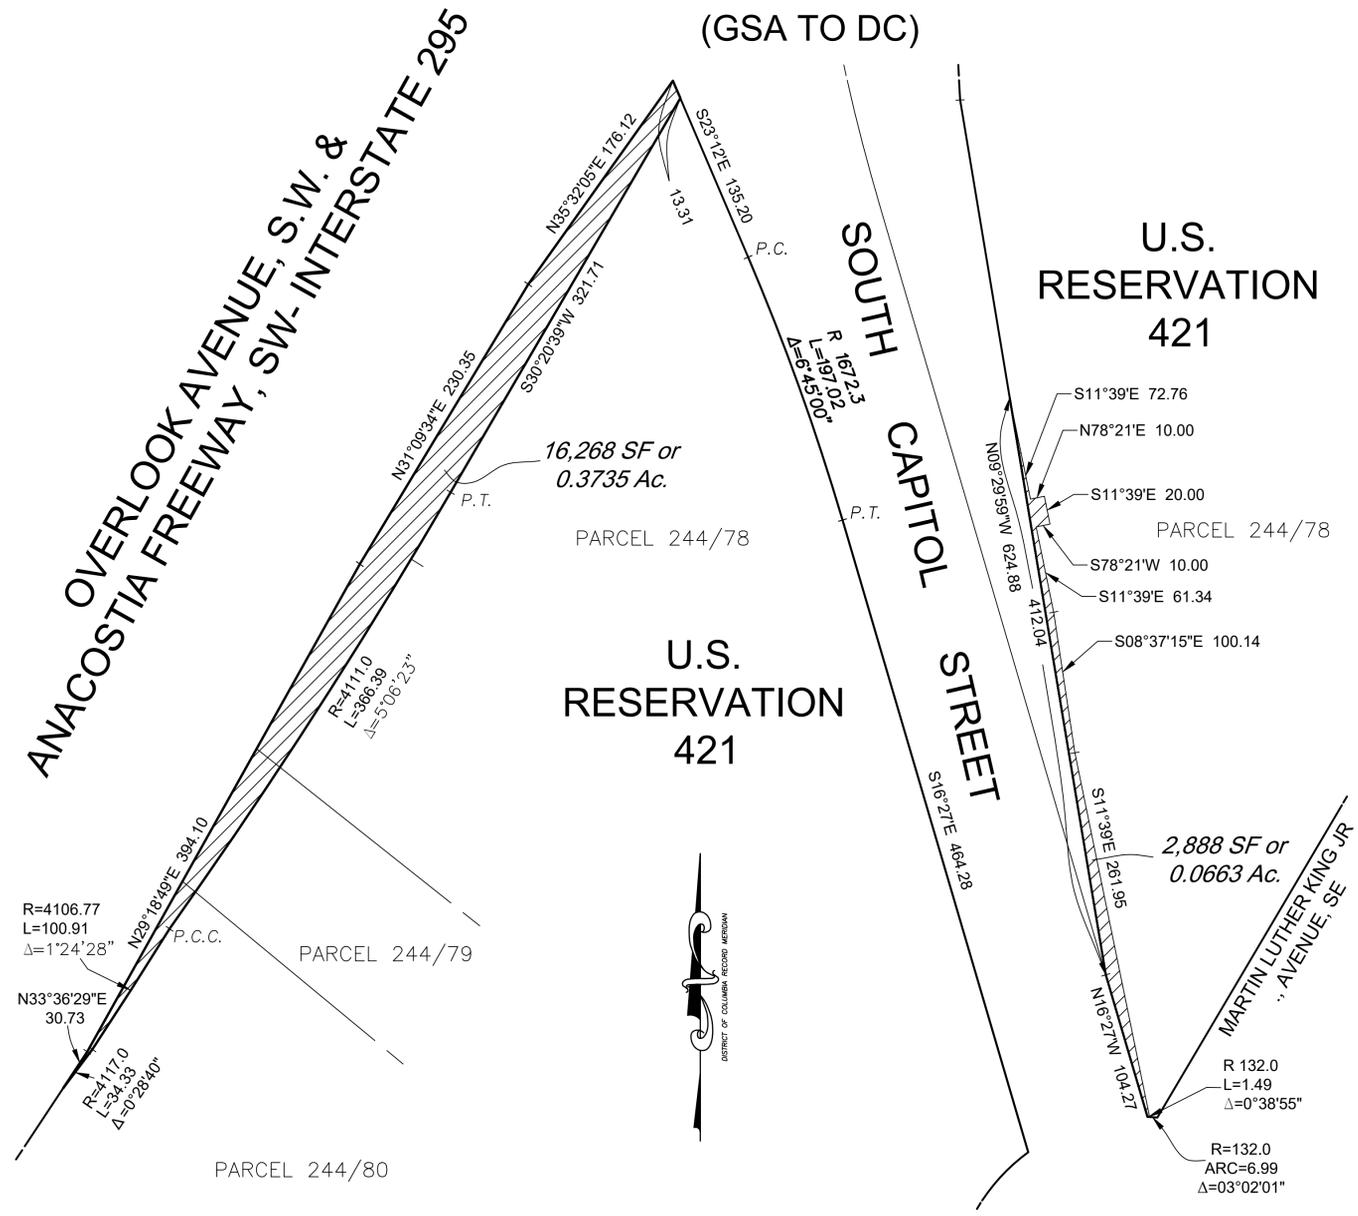 (GSA TO DC)
OVERLOOK AVENUE, S.W. &
ANACOSTIA FREEWAY, SW- INTERSTATE 295
N35°32'05"E 176.12
S23°12'E 135.20
13.31
P.C.
S30°20'39"W 321.71
N31°09'34"E 230.35
16,268 SF or
0.3735 Ac.
P.T.
PARCEL 244/78
R 1672.3
L=197.02
Δ=6°45'00"
P.T.
SOUTH CAPITOL STREET
U.S.
RESERVATION
421
S11°39'E 72.76
N78°21'E 10.00
S11°39'E 20.00
PARCEL 244/78
S78°21'W 10.00
S11°39'E 61.34
S08°37'15"E 100.14
N09°29'59"W 624.88
412.04
U.S.
RESERVATION
421
R=4111.0
L=366.39
Δ=5°06'23"
N29°18'49"E 394.10
R=4106.77
L=100.91
Δ=1°24'28"
P.C.C.
PARCEL 244/79
N33°36'29"E
30.73
R=4117.0
L=34.33
Δ=0°28'40"
PARCEL 244/80
DISTRICT OF COLUMBIA RECORD MERIDIAN
S16°27'E 464.28
S11°39'E 261.95
2,888 SF or
0.0663 Ac.
MARTIN LUTHER KING JR
., AVENUE, SE
N16°27'W 104.27
R 132.0
L=1.49
Δ=0°38'55"
R=132.0
ARC=6.99
Δ=03°02'01"